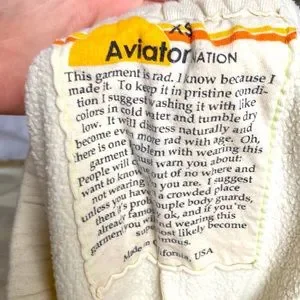 XS
Aviator
NATION
This garment is rad. I know because I
made it. To keep it in pristine condi-
tion I suggest washing it with like
colors in cold water and tumble dry
low. It will distress naturally and
become even more rad with age. Oh,
there is one problem with wearing this
garment I must warn you about:
People will come out of no where and
want to know who you are. I suggest
not wearing it in a crowded place
unless you have a couple body guards,
then it's prob ok, and if you're
already famous and wearing this
garment you will most likely become
super famous.
Made in California, USA